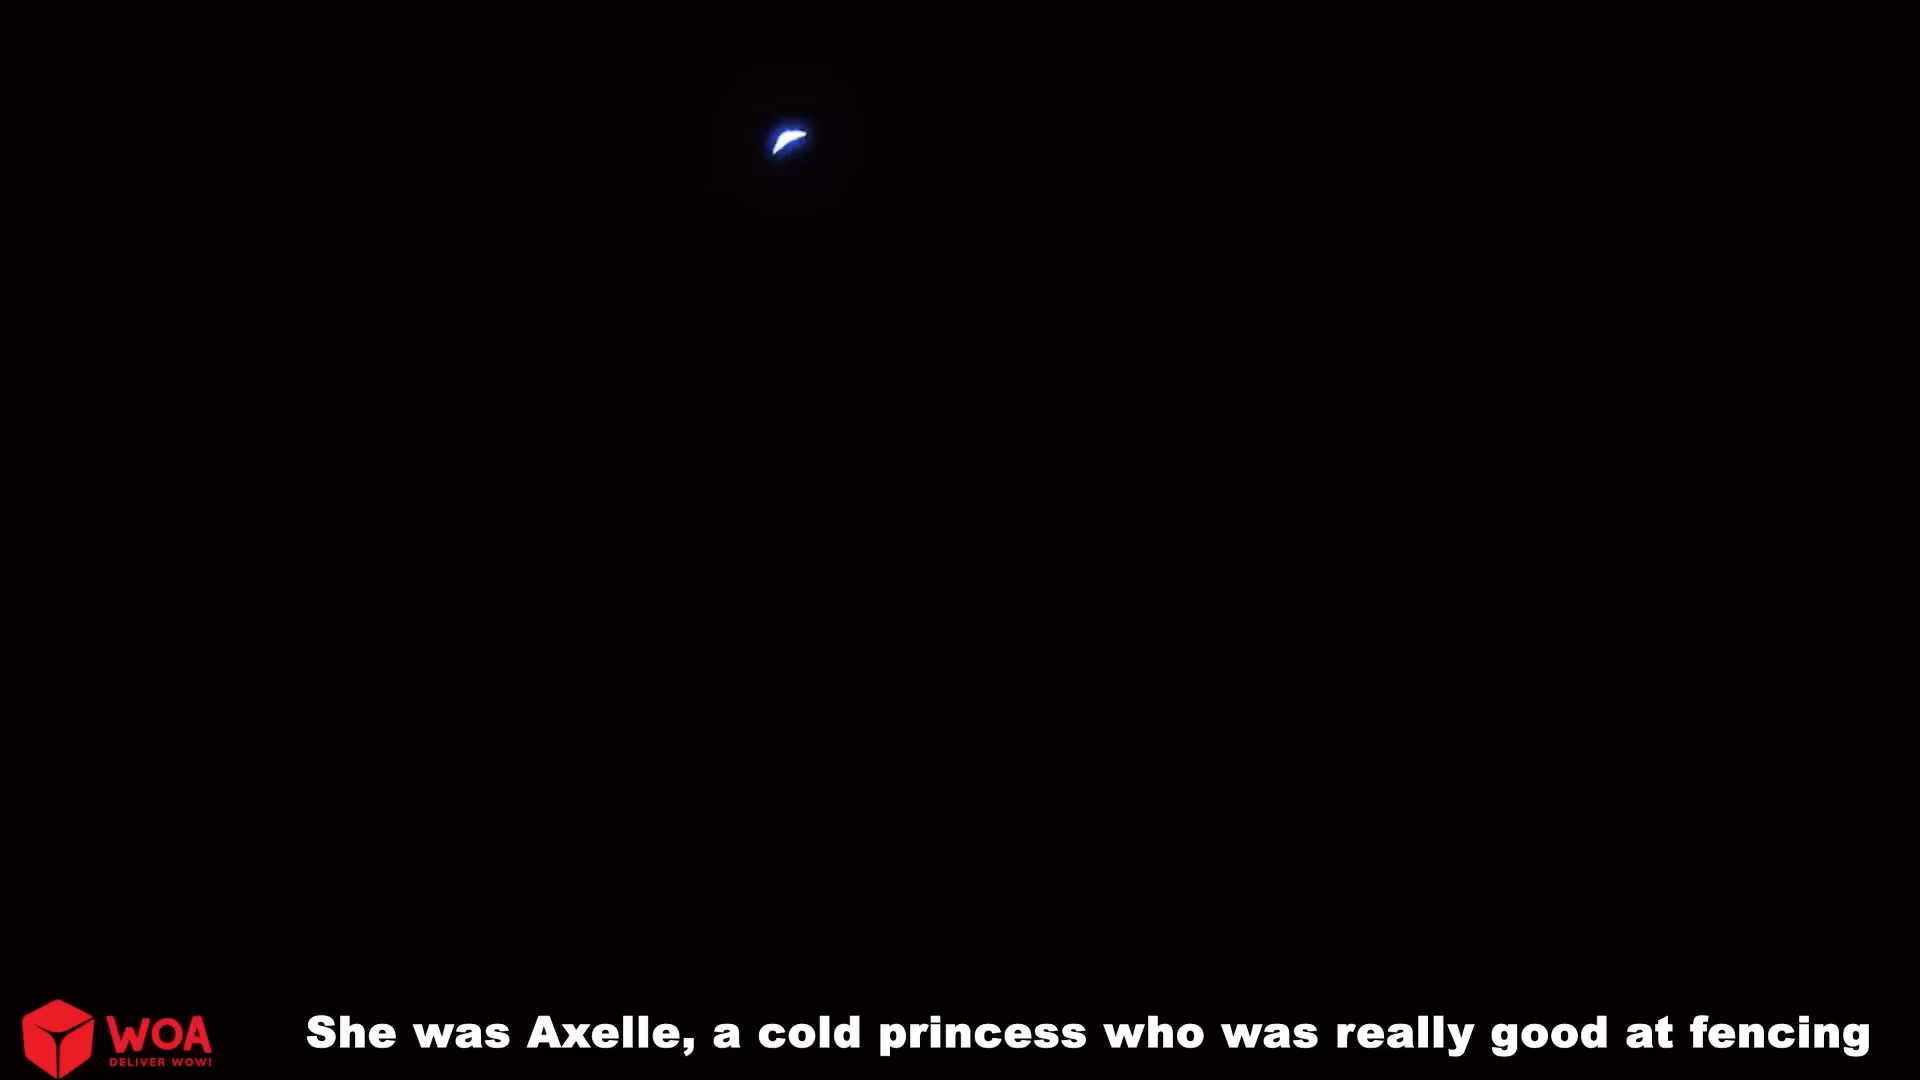 WOA
DELIVER WOW!
She was Axelle, a cold princess who was really good at fencing